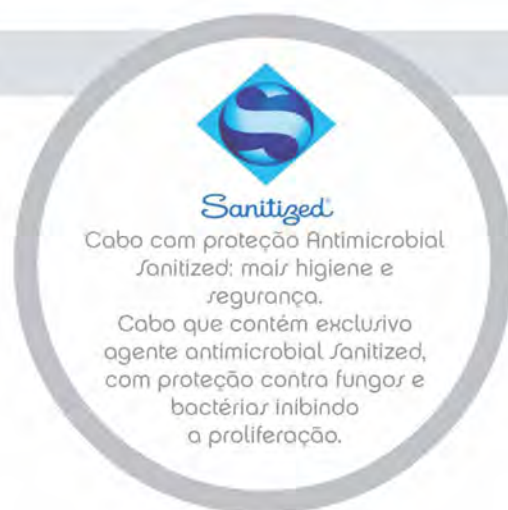 Sanitized®
Cabo com proteção Antimicrobial
Sanitized: mais higiene e
segurança.
Cabo que contém exclusivo
agente antimicrobial Sanitized,
com proteção contra fungos e
bactérias inibindo
a proliferação.